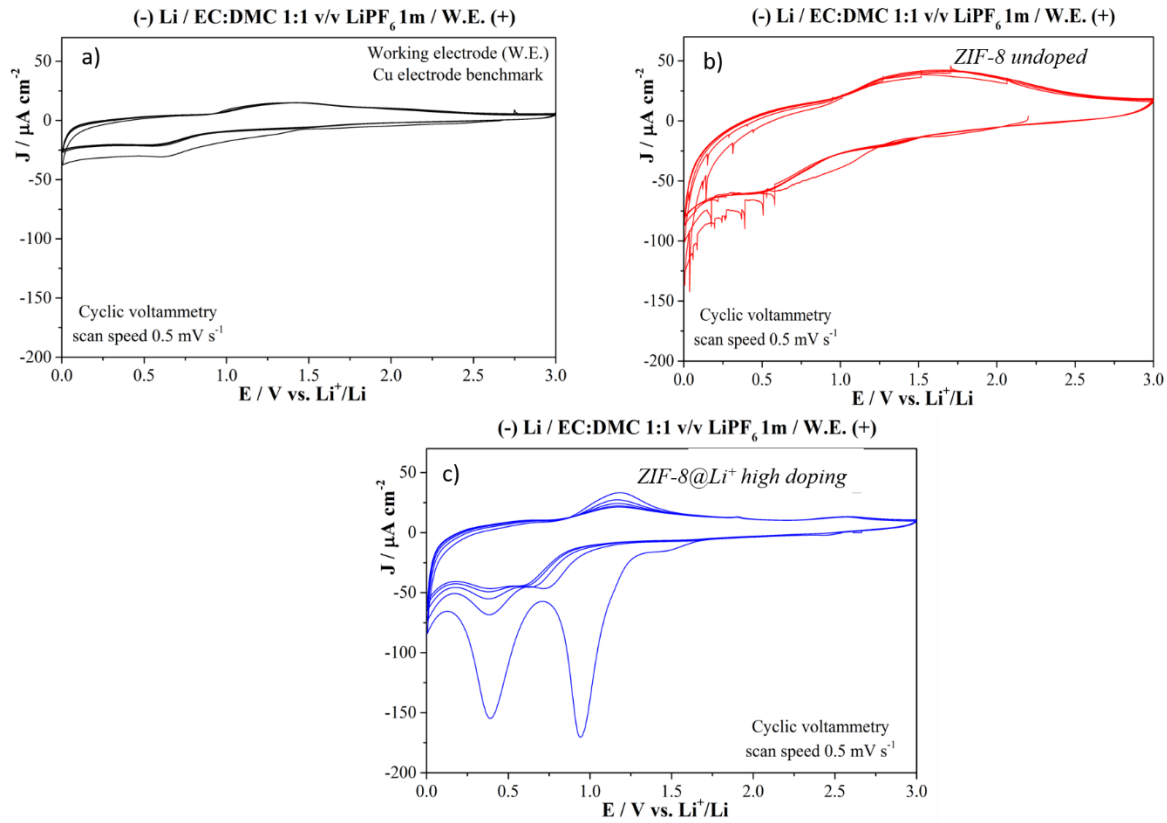 (-) Li / EC:DMC 1:1 v/v LiPF₆ 1m / W.E. (+)
a)
Working electrode (W.E.)
Cu electrode benchmark
J / µA cm⁻²
50
0
-50
-100
-150
-200
Cyclic voltammetry
scan speed 0.5 mV s⁻¹
0.0 0.5 1.0 1.5 2.0 2.5 3.0
E / V vs. Li⁺/Li
(-) Li / EC:DMC 1:1 v/v LiPF₆ 1m / W.E. (+)
b)
ZIF-8 undoped
J / µA cm⁻²
50
0
-50
-100
-150
-200
Cyclic voltammetry
scan speed 0.5 mV s⁻¹
0.0 0.5 1.0 1.5 2.0 2.5 3.0
E / V vs. Li⁺/Li
(-) Li / EC:DMC 1:1 v/v LiPF₆ 1m / W.E. (+)
c)
ZIF-8@Li⁺ high doping
J / µA cm⁻²
50
0
-50
-100
-150
-200
Cyclic voltammetry
scan speed 0.5 mV s⁻¹
0.0 0.5 1.0 1.5 2.0 2.5 3.0
E / V vs. Li⁺/Li